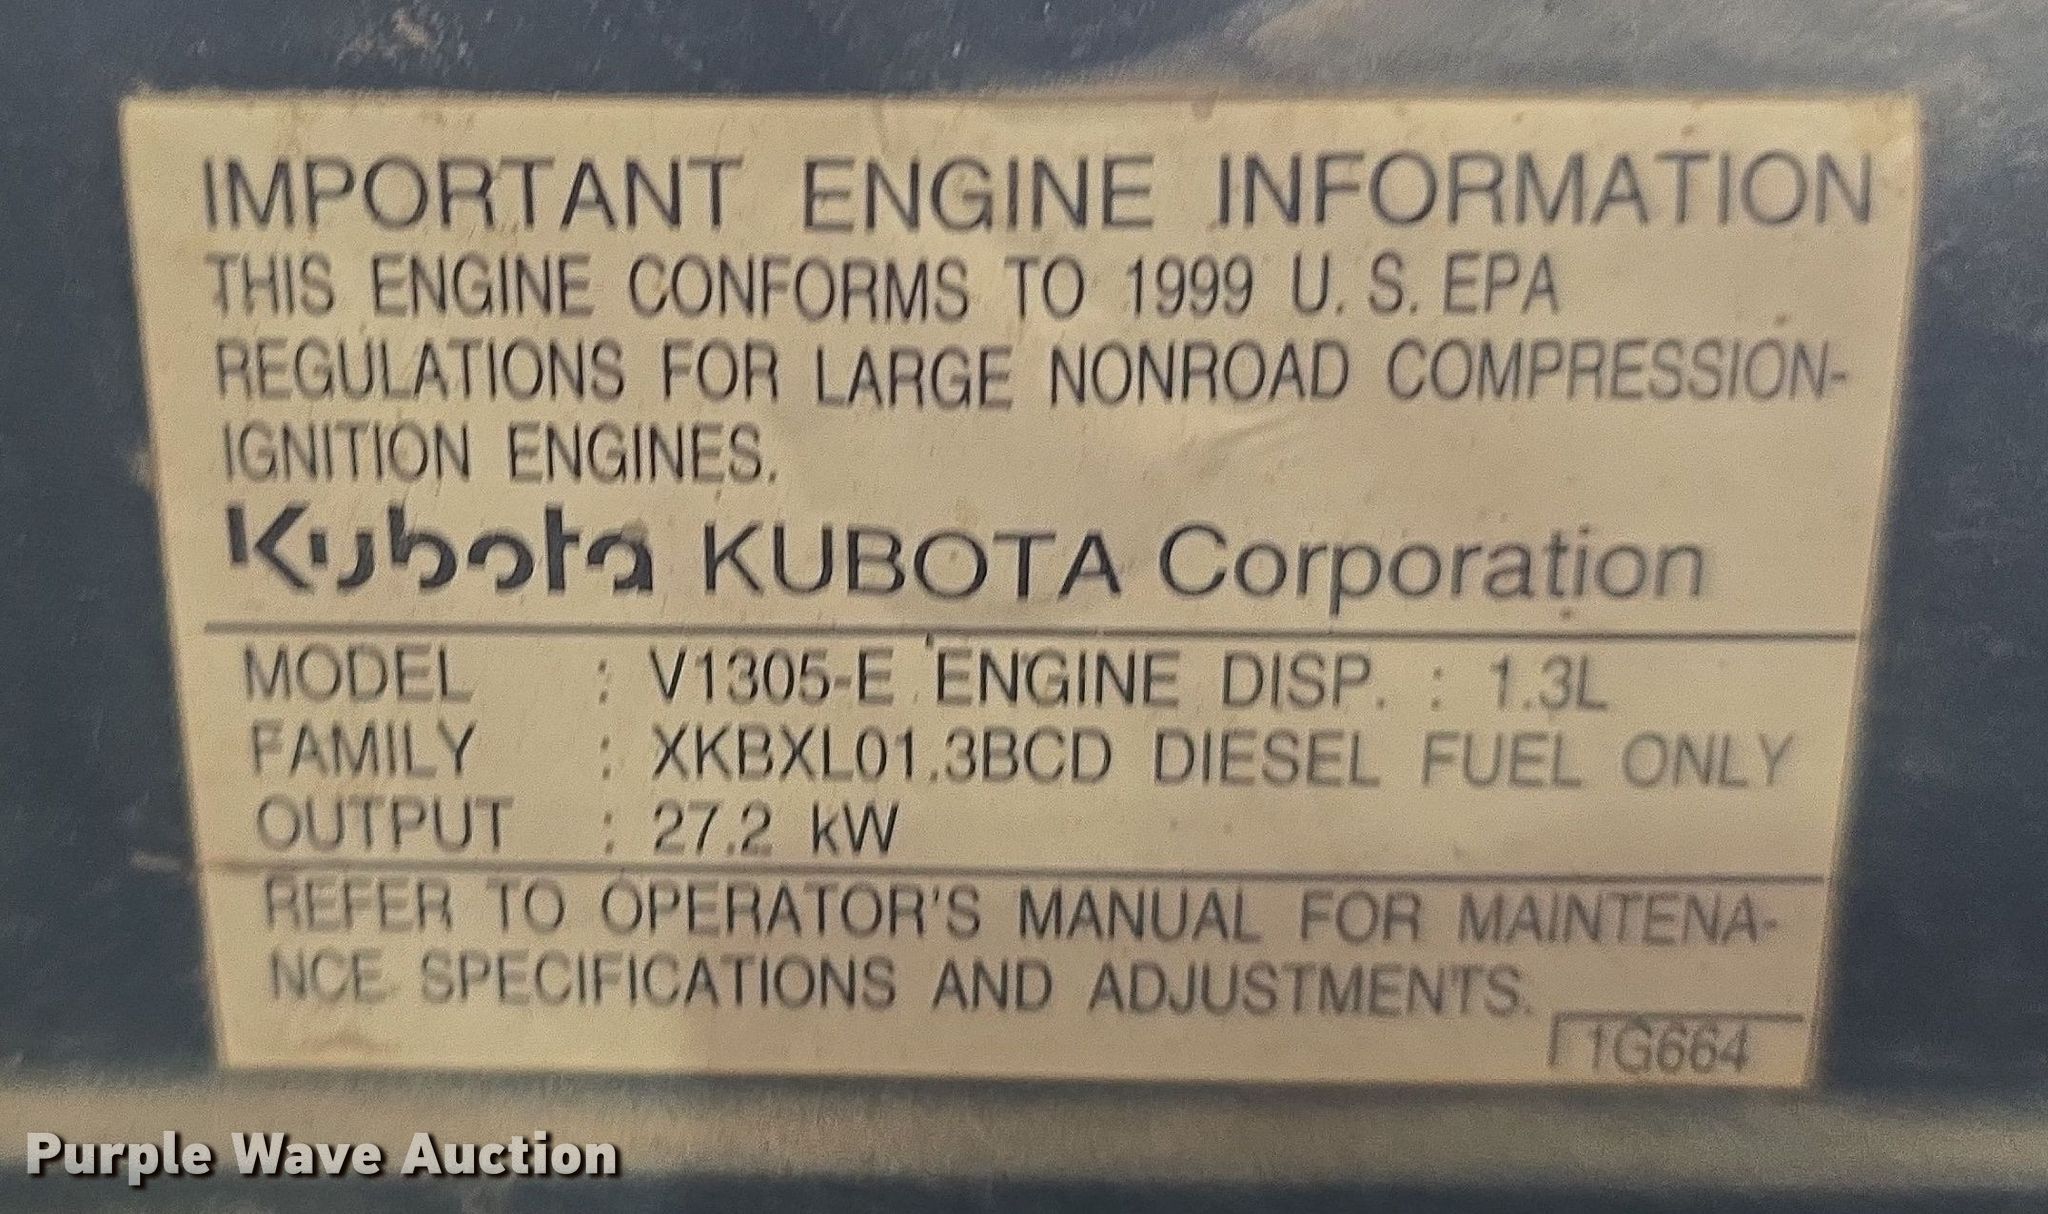 IMPORTANT ENGINE INFORMATION
THIS ENGINE CONFORMS TO 1999 U. S. EPA
REGULATIONS FOR LARGE NONROAD COMPRESSION-
IGNITION ENGINES.
Kubota KUBOTA Corporation
MODEL : V1305-E ENGINE DISP. : 1.3L
FAMILY : XKBXL01.3BCD DIESEL FUEL ONLY
OUTPUT : 27.2 kW
REFER TO OPERATOR'S MANUAL FOR MAINTENA-
NCE SPECIFICATIONS AND ADJUSTMENTS.
1G664
Purple Wave Auction